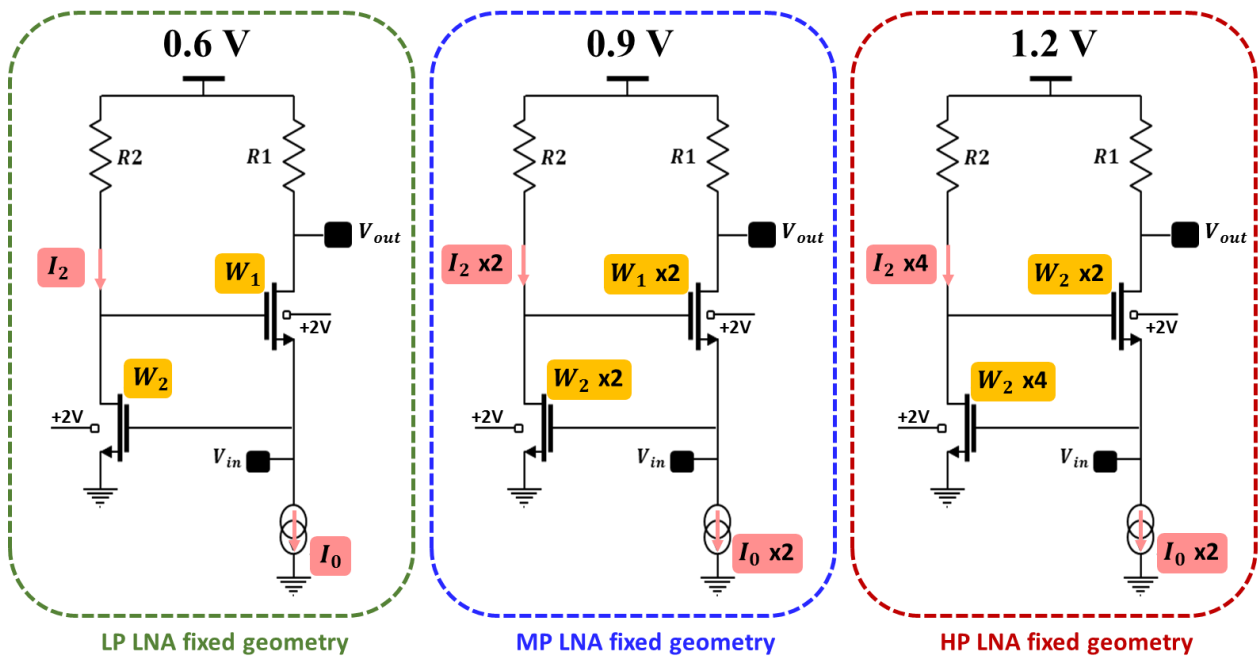 0.6 V
R2
R1
V_out
I_2
W_1
+2V
W_2
+2V
V_in
I_0
LP LNA fixed geometry
0.9 V
R2
R1
V_out
I_2 x2
W_1 x2
+2V
W_2 x2
+2V
V_in
I_0 x2
MP LNA fixed geometry
1.2 V
R2
R1
V_out
I_2 x4
W_2 x2
+2V
W_2 x4
+2V
V_in
I_0 x2
HP LNA fixed geometry